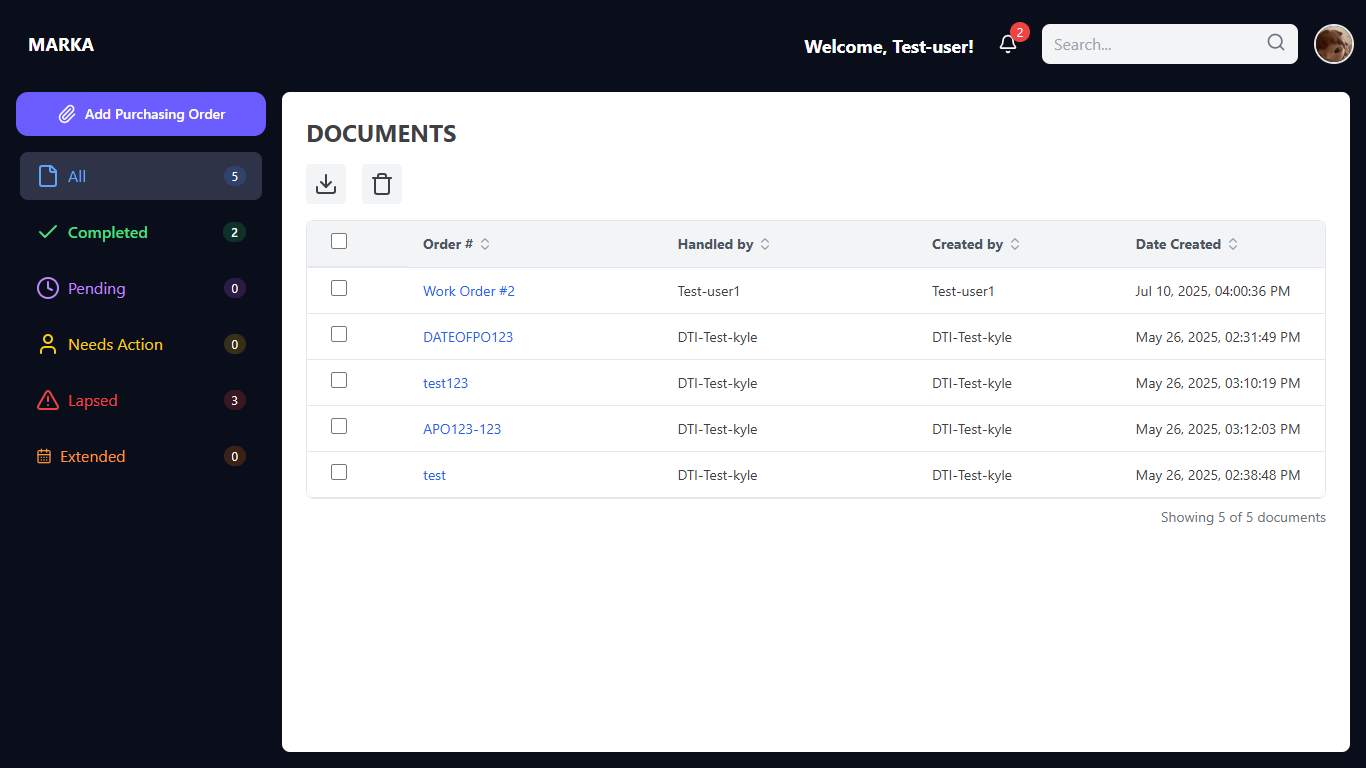 MARKA
Welcome, Test-user!
2
Search...
Add Purchasing Order
All 5
Completed 2
Pending 0
Needs Action 0
Lapsed 3
Extended 0
DOCUMENTS
Order # Handled by Created by Date Created
Work Order #2 Test-user1 Test-user1 Jul 10, 2025, 04:00:36 PM
DATEOFPO123 DTI-Test-kyle DTI-Test-kyle May 26, 2025, 02:31:49 PM
test123 DTI-Test-kyle DTI-Test-kyle May 26, 2025, 03:10:19 PM
APO123-123 DTI-Test-kyle DTI-Test-kyle May 26, 2025, 03:12:03 PM
test DTI-Test-kyle DTI-Test-kyle May 26, 2025, 02:38:48 PM
Showing 5 of 5 documents